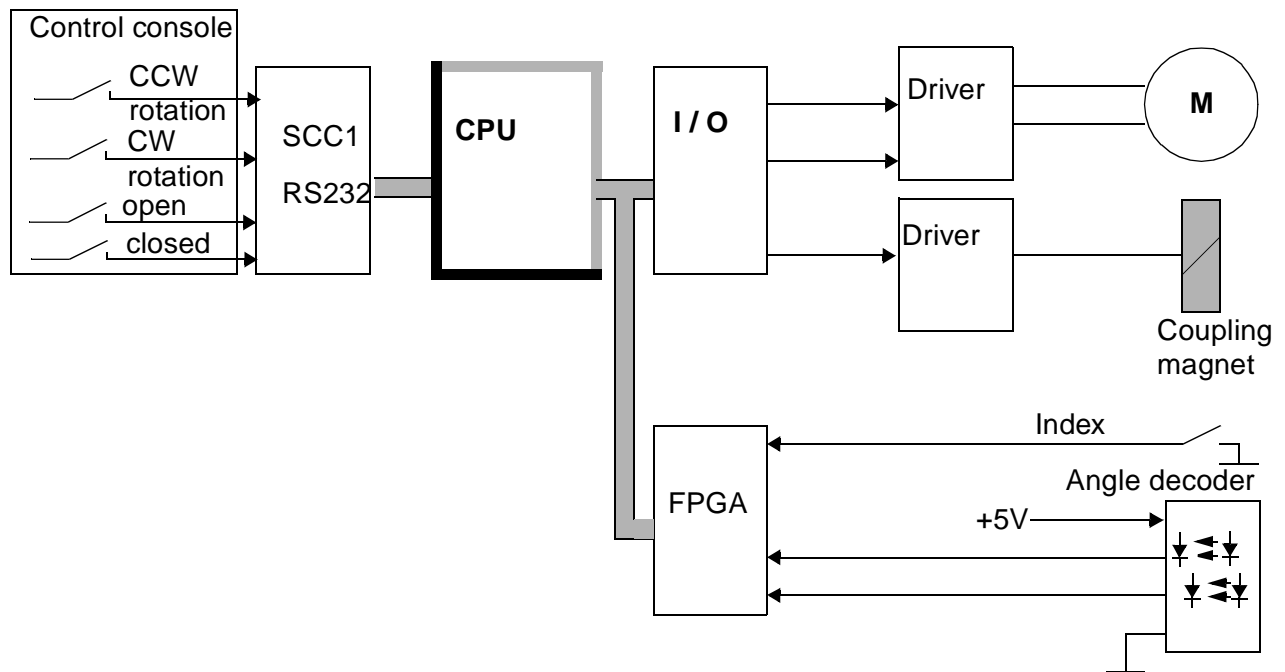 Control console
CCW
rotation
CW
rotation
open
closed
SCC1
RS232
CPU
I / O
Driver
M
Driver
Coupling
magnet
Index
Angle decoder
FPGA
+5V